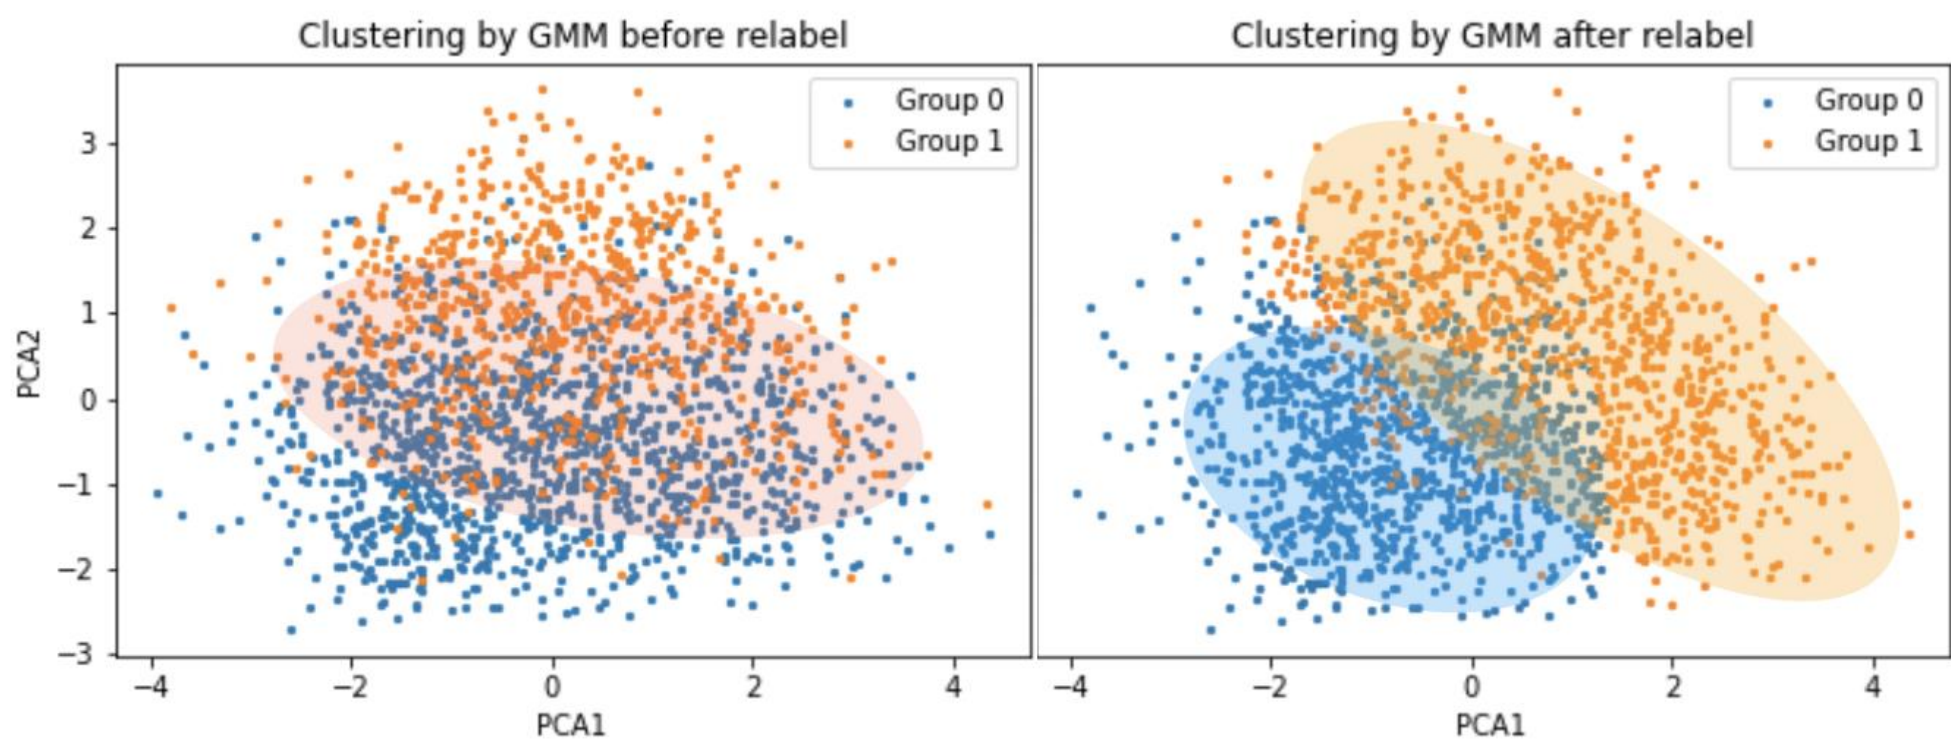 Clustering by GMM before relabel
Group 0
Group 1
3
2
1
0
−1
−2
−3
PCA2
−4
−2
0
2
4
PCA1
Clustering by GMM after relabel
Group 0
Group 1
−4
−2
0
2
4
PCA1